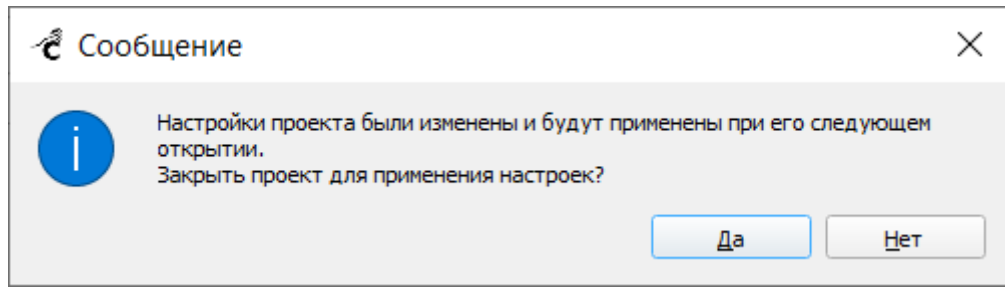 Сообщение
Настройки проекта были изменены и будут применены при его следующем
открытии.
Закрыть проект для применения настроек?
Да
Нет